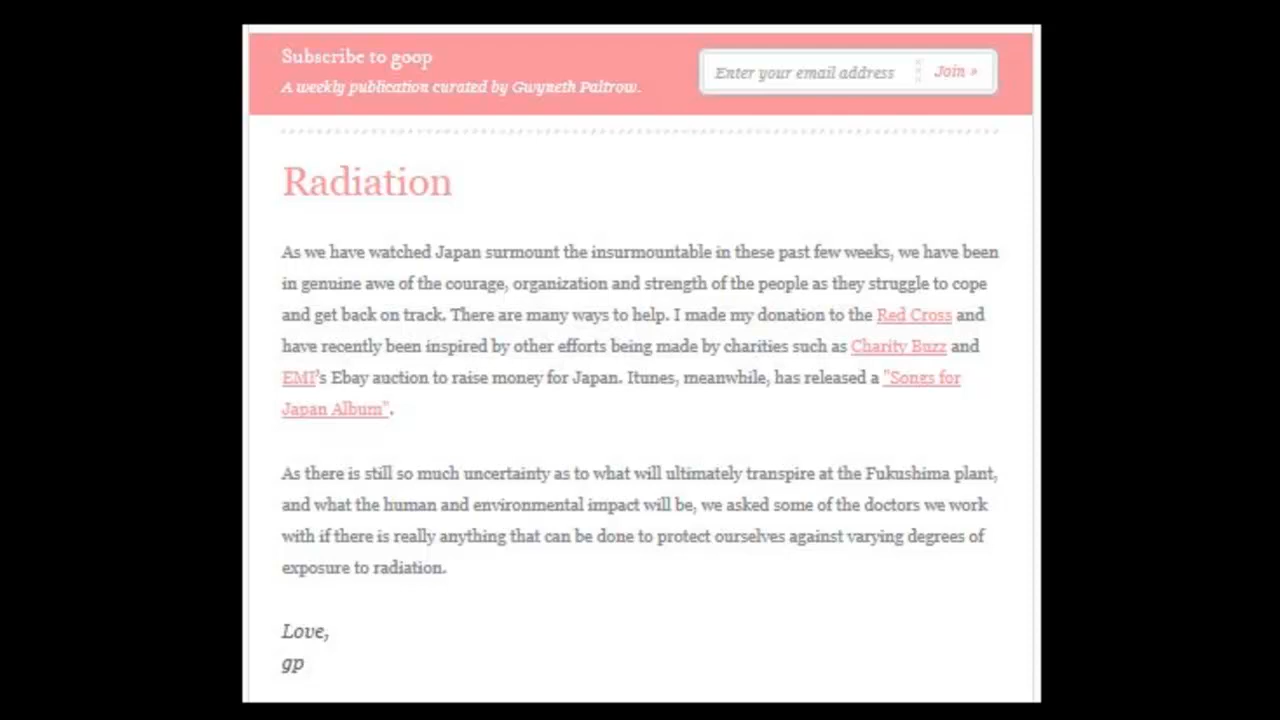 Subscribe to goop
A weekly publication curated by Gwyneth Paltrow.
Enter your email address
Join »
Radiation
As we have watched Japan surmount the insurmountable in these past few weeks, we have been
in genuine awe of the courage, organization and strength of the people as they struggle to cope
and get back on track. There are many ways to help. I made my donation to the Red Cross and
have recently been inspired by other efforts being made by charities such as Charity Buzz and
EMI's Ebay auction to raise money for Japan. Itunes, meanwhile, has released a "Songs for
Japan Album".
As there is still so much uncertainty as to what will ultimately transpire at the Fukushima plant,
and what the human and environmental impact will be, we asked some of the doctors we work
with if there is really anything that can be done to protect ourselves against varying degrees of
exposure to radiation.
Love,
gp